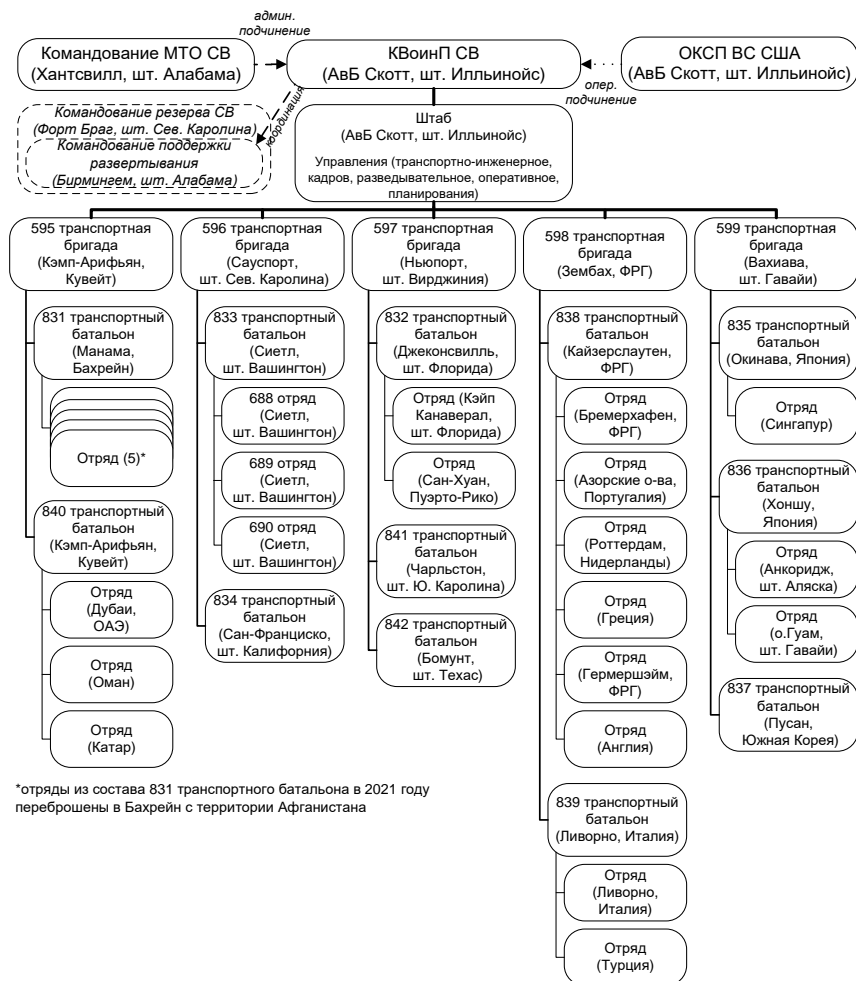 админ.
подчинение
Командование МТО СВ
(Хантсвилл, шт. Алабама)
КВоинП СВ
(АвБ Скотт, шт. Илльинойс)
ОКСП ВС США
(АвБ Скотт, шт. Илльинойс)
опер.
подчинение
координация
Командование резерва СВ
(Форт Браг, шт. Сев. Каролина)
Командование поддержки
развертывания
(Бирмингем, шт. Алабама)
Штаб
(АвБ Скотт, шт. Илльинойс)
Управления (транспортно-инженерное,
кадров, разведывательное, оперативное,
планирования)
595 транспортная
бригада
(Кэмп-Арифьян,
Кувейт)
831 транспортный
батальон
(Манама,
Бахрейн)
Отряд (5)*
840 транспортный
батальон
(Кэмп-Арифьян,
Кувейт)
Отряд
(Дубаи,
ОАЭ)
Отряд
(Оман)
Отряд
(Катар)
596 транспортная
бригада
(Сауспорт,
шт. Сев. Каролина)
833 транспортный
батальон
(Сиетл,
шт. Вашингтон)
688 отряд
(Сиетл,
шт. Вашингтон)
689 отряд
(Сиетл,
шт. Вашингтон)
690 отряд
(Сиетл,
шт. Вашингтон)
834 транспортный
батальон
(Сан-Франциско,
шт. Калифорния)
597 транспортная
бригада
(Ньюпорт,
шт. Вирджиния)
832 транспортный
батальон
(Джеконсвилль,
шт. Флорида)
Отряд (Кэйп
Канаверал,
шт. Флорида)
Отряд
(Сан-Хуан,
Пуэрто-Рико)
841 транспортный
батальон
(Чарльстон,
шт. Ю. Каролина)
842 транспортный
батальон
(Бомунт,
шт. Техас)
598 транспортная
бригада
(Зембах, ФРГ)
838 транспортный
батальон
(Кайзерслаутен,
ФРГ)
Отряд
(Бремерхафен,
ФРГ)
Отряд
(Азорские о-ва,
Португалия)
Отряд
(Роттердам,
Нидерланды)
Отряд
(Греция)
Отряд
(Гермершэйм,
ФРГ)
Отряд
(Англия)
839 транспортный
батальон
(Ливорно, Италия)
Отряд
(Ливорно,
Италия)
Отряд
(Турция)
599 транспортная
бригада
(Вахиава,
шт. Гавайи)
835 транспортный
батальон
(Окинава, Япония)
Отряд
(Сингапур)
836 транспортный
батальон
(Хоншу,
Япония)
Отряд
(Анкоридж,
шт. Аляска)
Отряд
(о.Гуам,
шт. Гавайи)
837 транспортный
батальон
(Пусан,
Южная Корея)
*отряды из состава 831 транспортного батальона в 2021 году
переброшены в Бахрейн с территории Афганистана